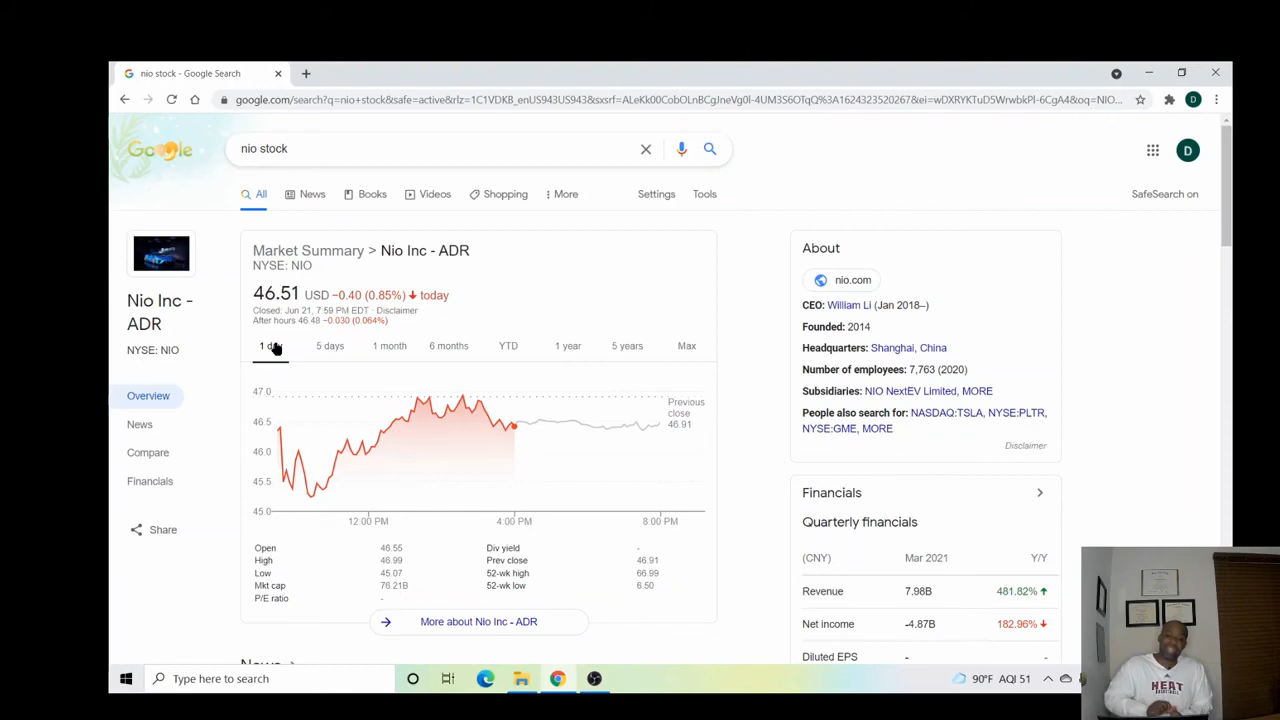 nio stock - Google Search
google.com/search?q=nio+stock&safe=active&rlz=1C1VDKB_enUS943US943&sxsrf=ALeKk00CobOLnBCgJneVg0l-4UM3S6OTqQ%3A1624323520267&ei=wDXRYKTuD5WrwbkPl-6CgA4&oq=NIO...
D
Google
nio stock
D
All
News
Books
Videos
Shopping
More
Settings
Tools
SafeSearch on
Nio Inc -
ADR
NYSE: NIO
Overview
News
Compare
Financials
Share
Market Summary > Nio Inc - ADR
NYSE: NIO
46.51 USD −0.40 (0.85%) today
Closed: Jun 21, 7:59 PM EDT · Disclaimer
After hours 46.48 −0.030 (0.064%)
1 day
5 days
1 month
6 months
YTD
1 year
5 years
Max
47.0
46.5
46.0
45.5
45.0
Previous
close
46.91
12:00 PM
4:00 PM
8:00 PM
Open 46.55
High 46.99
Low 45.07
Mkt cap 76.21B
P/E ratio -
Div yield -
Prev close 46.91
52-wk high 66.99
52-wk low 6.50
More about Nio Inc - ADR
About
nio.com
CEO: William Li (Jan 2018–)
Founded: 2014
Headquarters: Shanghai, China
Number of employees: 7,763 (2020)
Subsidiaries: NIO NextEV Limited, MORE
People also search for: NASDAQ:TSLA, NYSE:PLTR,
NYSE:GME, MORE
Disclaimer
Financials
Quarterly financials
(CNY) Mar 2021 Y/Y
Revenue 7.98B 481.82%
Net income -4.87B 182.96%
Diluted EPS - -
News
Type here to search
90°F AQI 51
HEAT